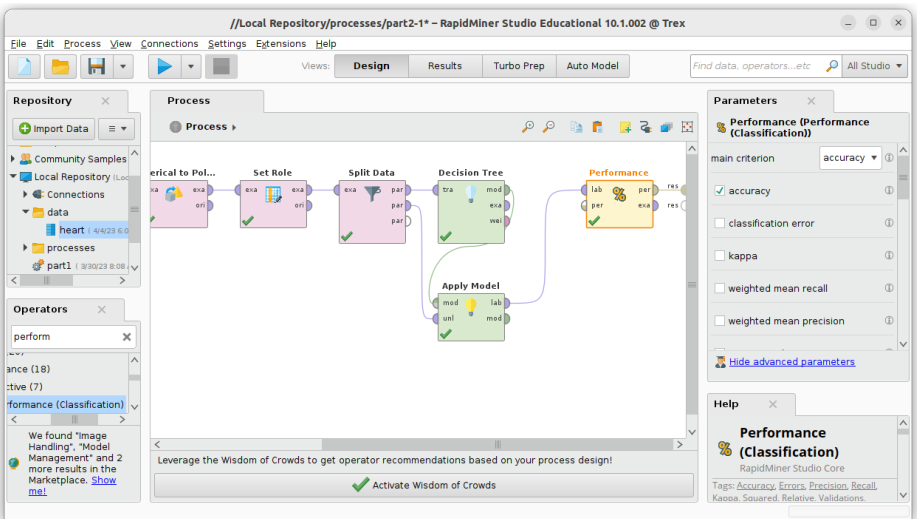 //Local Repository/processes/part2-1* – RapidMiner Studio Educational 10.1.002 @ Trex
File Edit Process View Connections Settings Extensions Help
Views: Design Results Turbo Prep Auto Model
Find data, operators...etc All Studio
Repository
Import Data
Community Samples
Local Repository (Loc
Connections
data
heart ( 4/4/23 6:0
processes
part1 ( 3/30/23 8:08
Operators
perform
ance (18)
ctive (7)
rformance (Classification)
We found "Image
Handling", "Model
Management" and 2
more results in the
Marketplace. Show
me!
Process
Process
erical to Pol...
exa exa
ori
Set Role
exa exa
ori
Split Data
exa par
par
par
Decision Tree
tra mod
exa
wei
Performance
lab per
per exa
res
res
Apply Model
mod lab
unl mod
Leverage the Wisdom of Crowds to get operator recommendations based on your process design!
Activate Wisdom of Crowds
Parameters
Performance (Performance
(Classification))
main criterion accuracy
accuracy
classification error
kappa
weighted mean recall
weighted mean precision
Hide advanced parameters
Help
Performance
(Classification)
RapidMiner Studio Core
Tags: Accuracy, Errors, Precision, Recall,
Kappa, Squared, Relative, Validations,